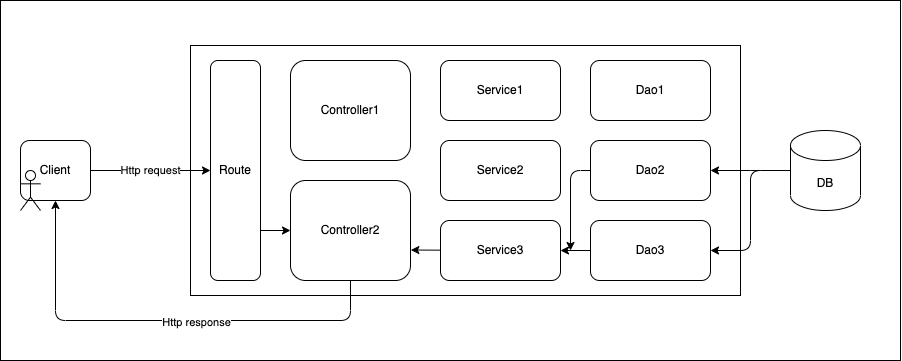 Client
Http request
Route
Controller1
Controller2
Service1
Service2
Service3
Dao1
Dao2
Dao3
DB
Http response